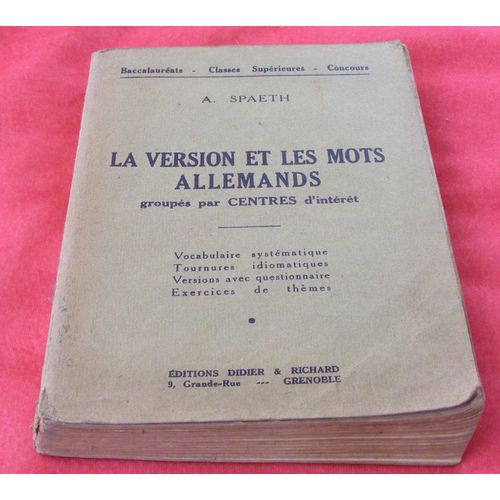 Baccalauréats - Classes Supérieures - Concours
A. SPAETH
LA VERSION ET LES MOTS
ALLEMANDS
groupés par CENTRES d'intérêt
Vocabulaire systématique
Tournures idiomatiques
Versions avec questionnaire
Exercices de thèmes
ÉDITIONS DIDIER & RICHARD
9, Grande-Rue --- GRENOBLE